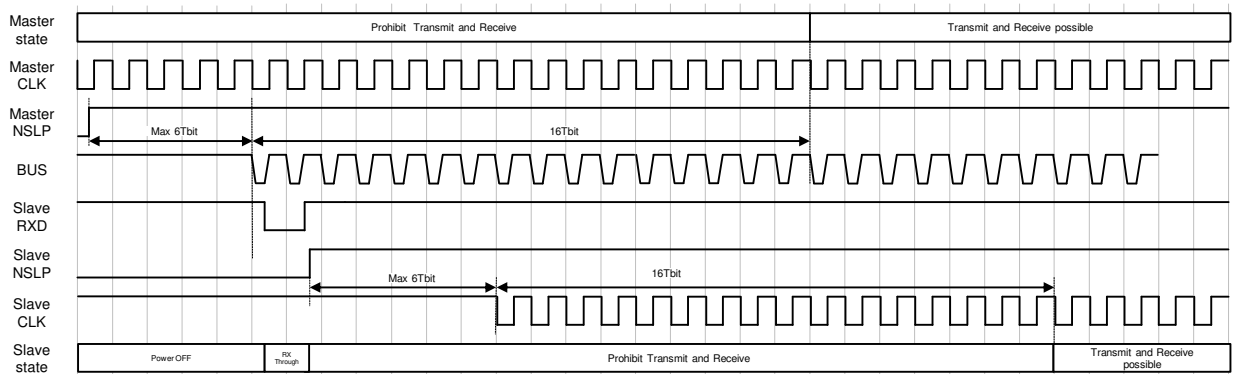 Master
state
Prohibit Transmit and Receive
Transmit and Receive possible
Master
CLK
Master
NSLP
Max 6Tbit
16Tbit
BUS
Slave
RXD
Slave
NSLP
Max 6Tbit
16Tbit
Slave
CLK
Slave
state
Power OFF
RX
Through
Prohibit Transmit and Receive
Transmit and Receive
possible